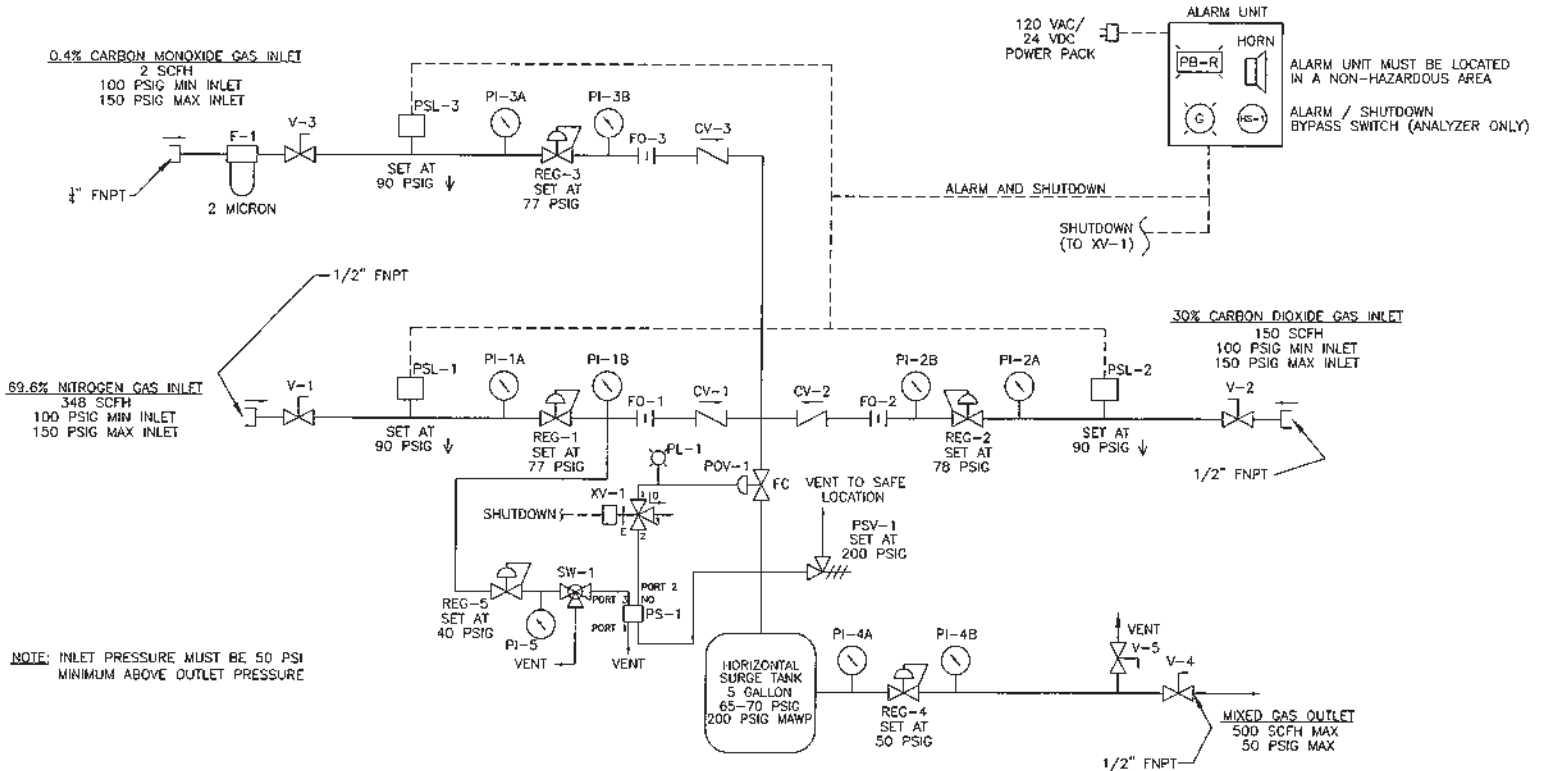 ALARM UNIT
120 VAC/
24 VDC
POWER PACK
HORN
PB-R
ALARM UNIT MUST BE LOCATED
IN A NON-HAZARDOUS AREA
G
HS-1
ALARM / SHUTDOWN
BYPASS SWITCH (ANALYZER ONLY)
0.4% CARBON MONOXIDE GAS INLET
2 SCFH
100 PSIG MIN INLET
150 PSIG MAX INLET
F-1
V-3
PSL-3
PI-3A
PI-3B
FO-3
CV-3
SET AT
90 PSIG
REG-3
SET AT
77 PSIG
1/4" FNPT
2 MICRON
ALARM AND SHUTDOWN
SHUTDOWN
(TO XV-1)
1/2" FNPT
69.6% NITROGEN GAS INLET
348 SCFH
100 PSIG MIN INLET
150 PSIG MAX INLET
V-1
PSL-1
PI-1A
PI-1B
FO-1
CV-1
SET AT
90 PSIG
REG-1
SET AT
77 PSIG
CV-2
FO-2
PI-2B
PI-2A
PSL-2
V-2
REG-2
SET AT
78 PSIG
SET AT
90 PSIG
30% CARBON DIOXIDE GAS INLET
150 SCFH
100 PSIG MIN INLET
150 PSIG MAX INLET
1/2" FNPT
PL-1
POV-1
FC
XV-1
SHUTDOWN
E
2
VENT TO SAFE
LOCATION
PSV-1
SET AT
200 PSIG
REG-5
SET AT
40 PSIG
PI-5
SW-1
VENT
PORT 3
PORT 2
NO
PS-1
PORT 1
VENT
HORIZONTAL
SURGE TANK
5 GALLON
65-70 PSIG
200 PSIG MAWP
PI-4A
PI-4B
REG-4
SET AT
50 PSIG
VENT
V-5
V-4
MIXED GAS OUTLET
500 SCFH MAX
50 PSIG MAX
1/2" FNPT
NOTE: INLET PRESSURE MUST BE 50 PSI
MINIMUM ABOVE OUTLET PRESSURE